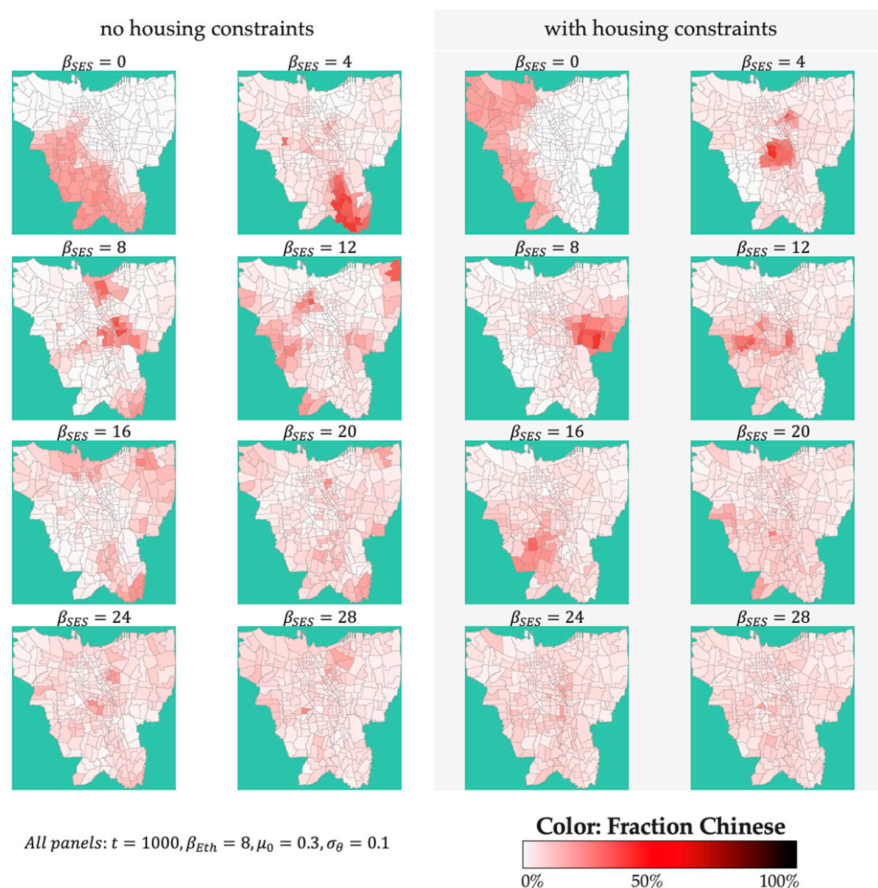 no housing constraints
with housing constraints
β_SES = 0
β_SES = 4
β_SES = 0
β_SES = 4
β_SES = 8
β_SES = 12
β_SES = 8
β_SES = 12
β_SES = 16
β_SES = 20
β_SES = 16
β_SES = 20
β_SES = 24
β_SES = 28
β_SES = 24
β_SES = 28
All panels: t = 1000, β_Eth = 8, μ₀ = 0.3, σ_θ = 0.1
Color: Fraction Chinese
0% 50% 100%